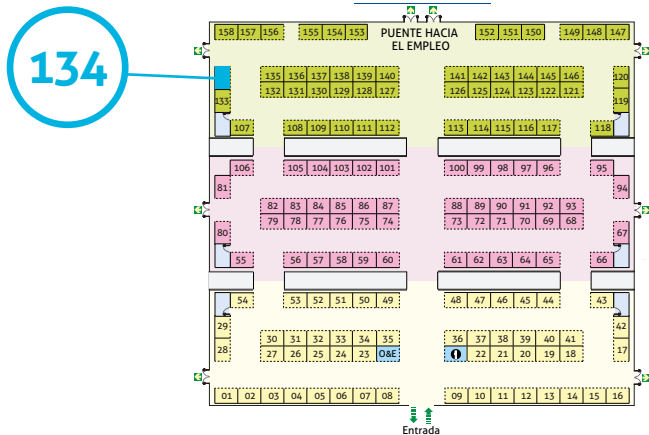 158 157 156 155 154 153 152 151 150 149 148 147
PUENTE HACIA
EL EMPLEO
134
135 136 137 138 139 140 141 142 143 144 145 146 120
132 131 130 129 128 127 126 125 124 123 122 121
133 119
107 108 109 110 111 112 113 114 115 116 117 118
106 105 104 103 102 101 100 99 98 97 96 95
81 94
82 83 84 85 86 87 88 89 90 91 92 93
79 78 77 76 75 74 73 72 71 70 69 68
80 67
55 56 57 58 59 60 61 62 63 64 65 66
54 53 52 51 50 49 48 47 46 45 44 43
29 42
30 31 32 33 34 35 36 37 38 39 40 41
28 27 26 25 24 23 O&E 22 21 20 19 18 17
01 02 03 04 05 06 07 08 09 10 11 12 13 14 15 16
Entrada